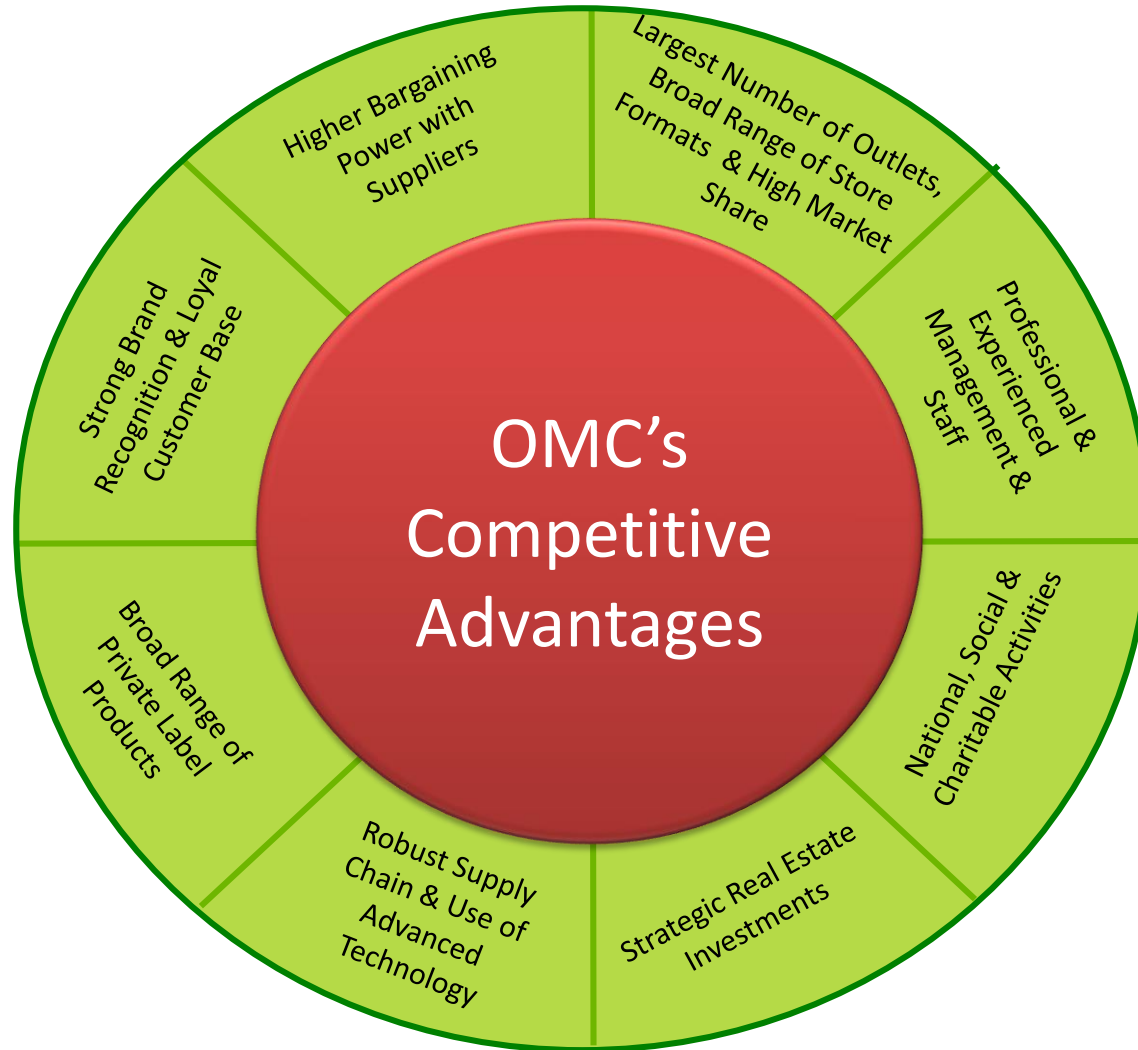 OMC’s
Competitive
Advantages
Largest Number of Outlets,
Broad Range of Store
Formats & High Market
Share
Professional &
Experienced
Management &
Staff
National, Social &
Charitable Activities
Strategic Real Estate
Investments
Robust Supply
Chain & Use of
Advanced
Technology
Broad Range of
Private Label
Products
Strong Brand
Recognition & Loyal
Customer Base
Higher Bargaining
Power with
Suppliers